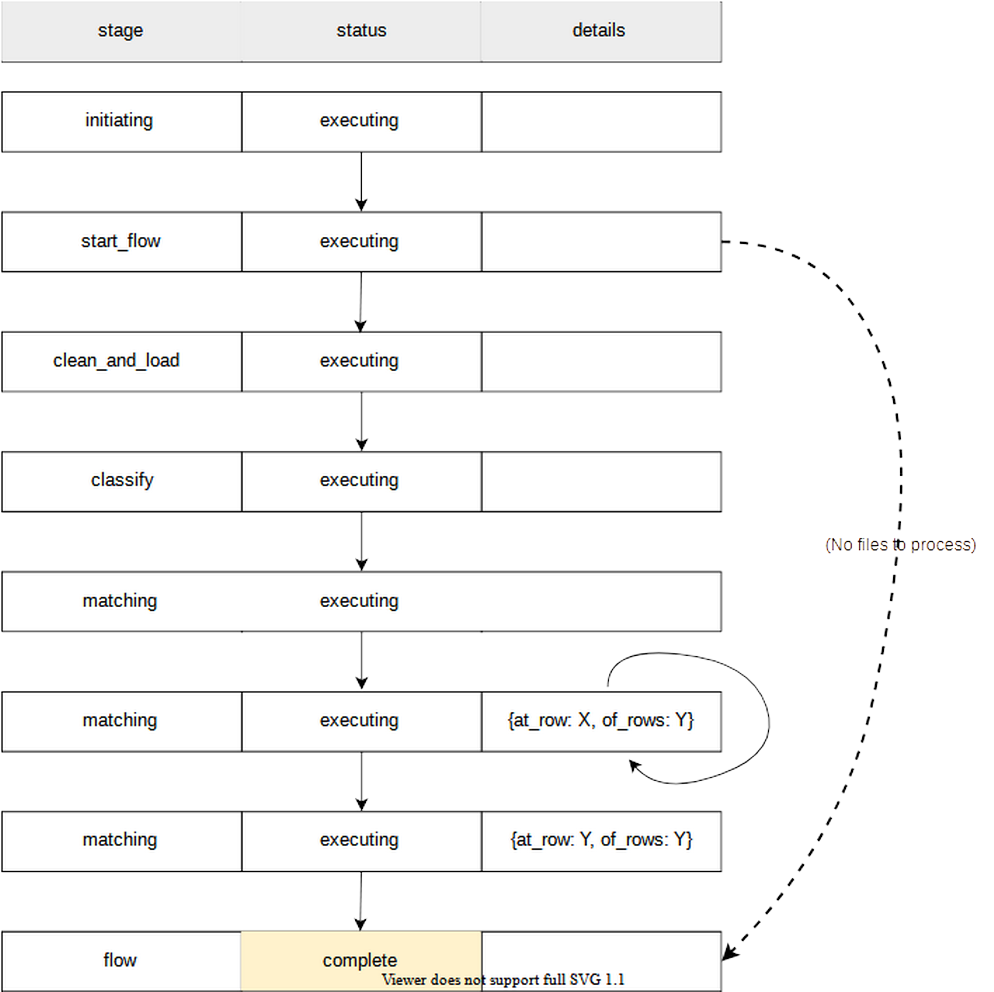 stage status details
initiating executing
start_flow executing
clean_and_load executing
classify executing
(No files to process)
matching executing
matching executing {at_row: X, of_rows: Y}
matching executing {at_row: Y, of_rows: Y}
flow complete
Viewer does not support full SVG 1.1